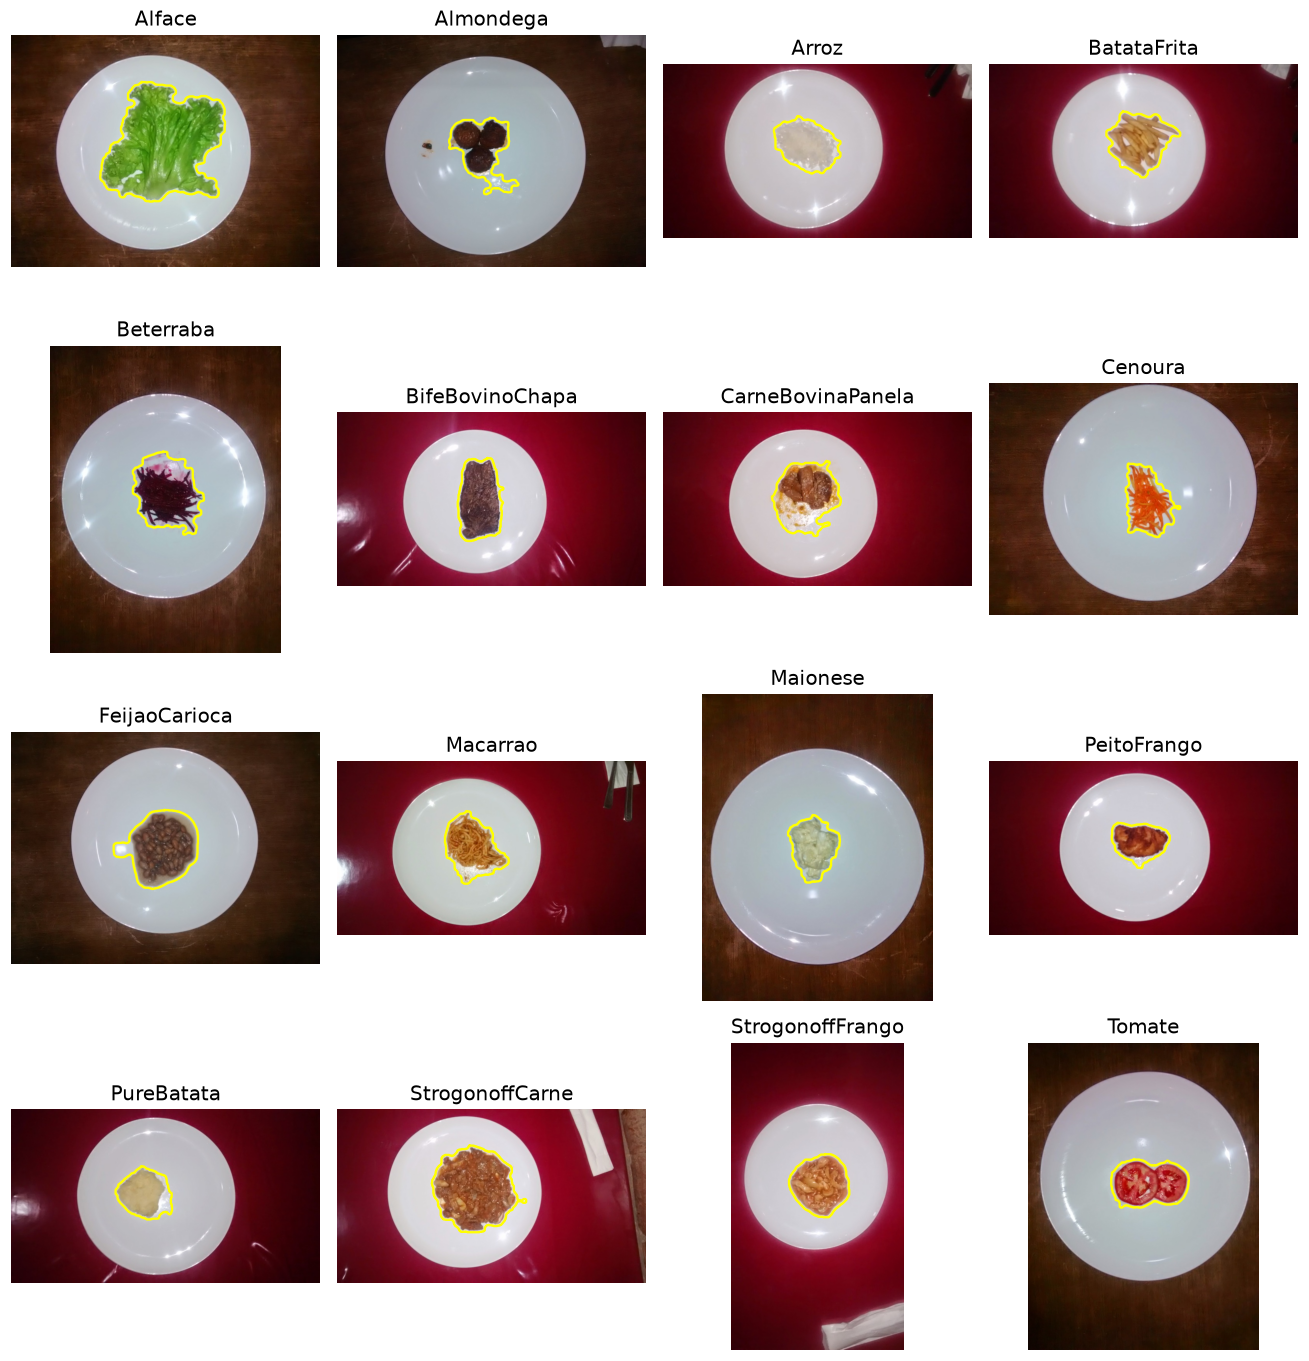 Alface
Almondega
Arroz
BatataFrita
Beterraba
BifeBovinoChapa
CarneBovinaPanela
Cenoura
FeijaoCarioca
Macarrao
Maionese
PeitoFrango
PureBatata
StrogonoffCarne
StrogonoffFrango
Tomate